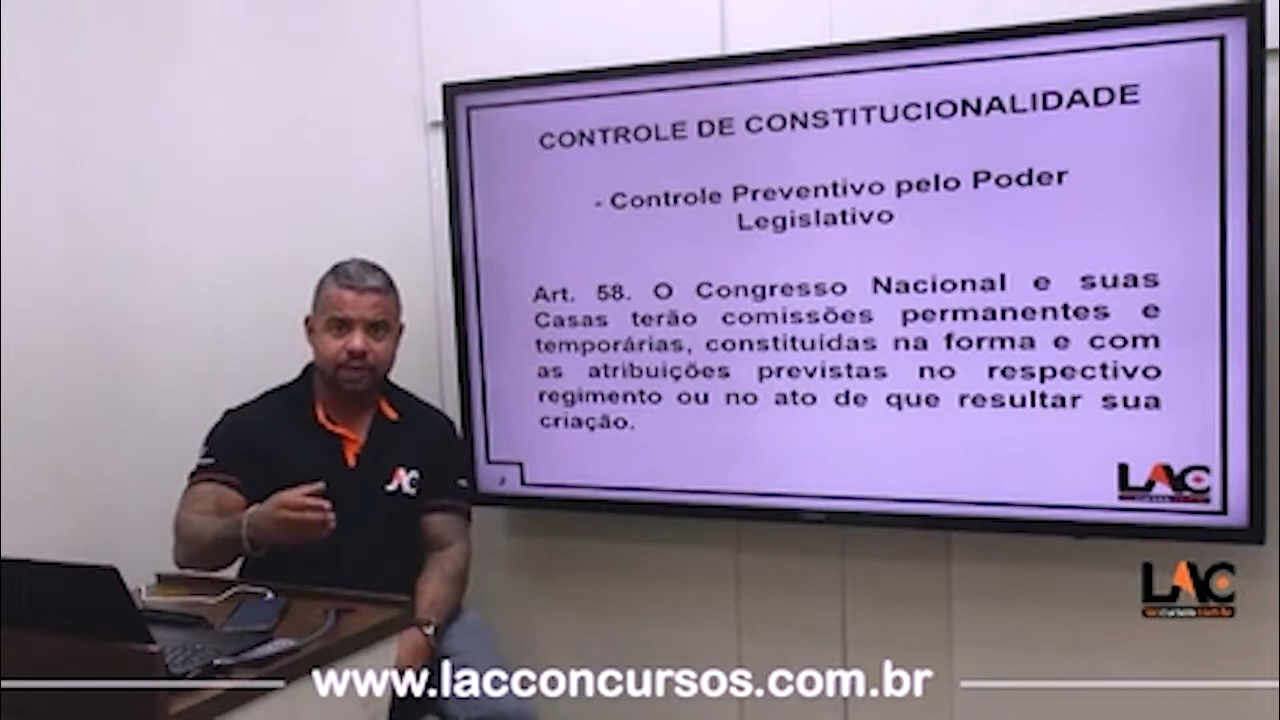 CONTROLE DE CONSTITUCIONALIDADE
- Controle Preventivo pelo Poder
Legislativo
Art. 58. O Congresso Nacional e suas
Casas terão comissões permanentes e
temporárias, constituídas na forma e com
as atribuições previstas no respectivo
regimento ou no ato de que resultar sua
criação.
LAC
LAC
LAC
www.lacconcursos.com.br